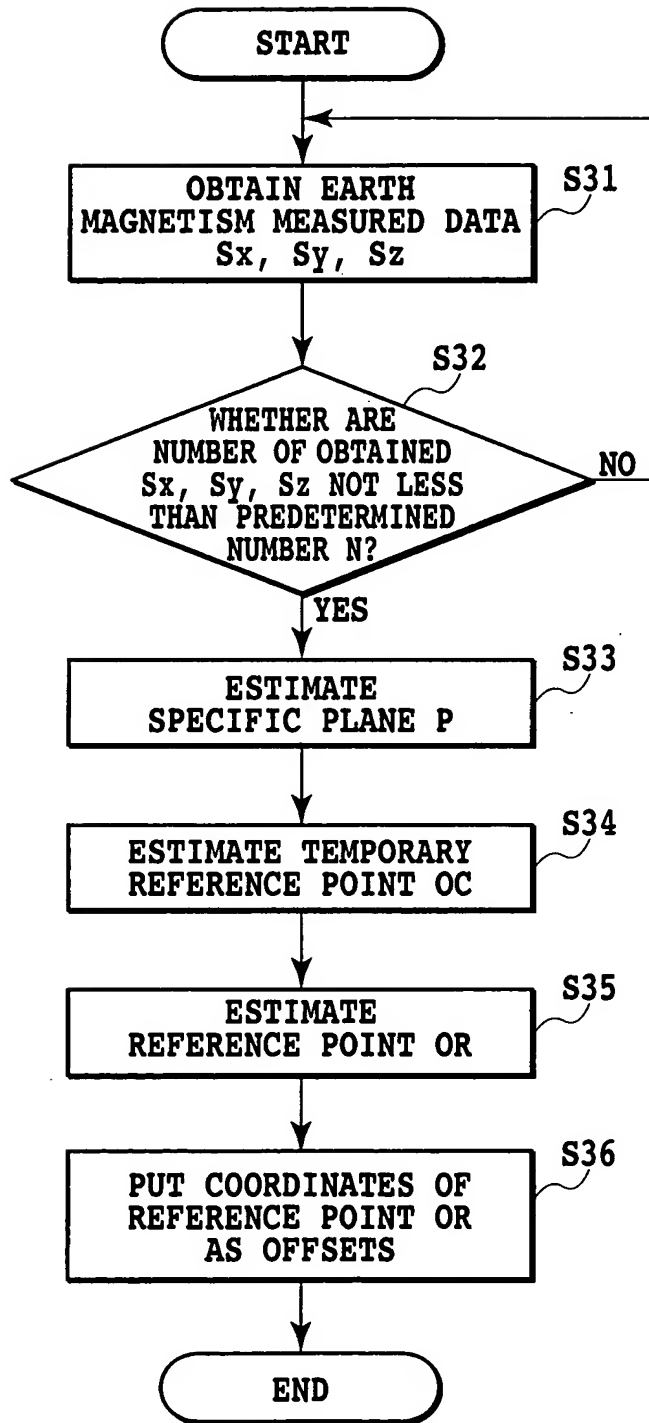 START
OBTAIN EARTH
MAGNETISM MEASURED DATA
Sx, Sy, Sz
S31
S32
WHETHER ARE
NUMBER OF OBTAINED
Sx, Sy, Sz NOT LESS
THAN PREDETERMINED
NUMBER N?
NO
YES
S33
ESTIMATE
SPECIFIC PLANE P
S34
ESTIMATE TEMPORARY
REFERENCE POINT OC
S35
ESTIMATE
REFERENCE POINT OR
S36
PUT COORDINATES OF
REFERENCE POINT OR
AS OFFSETS
END